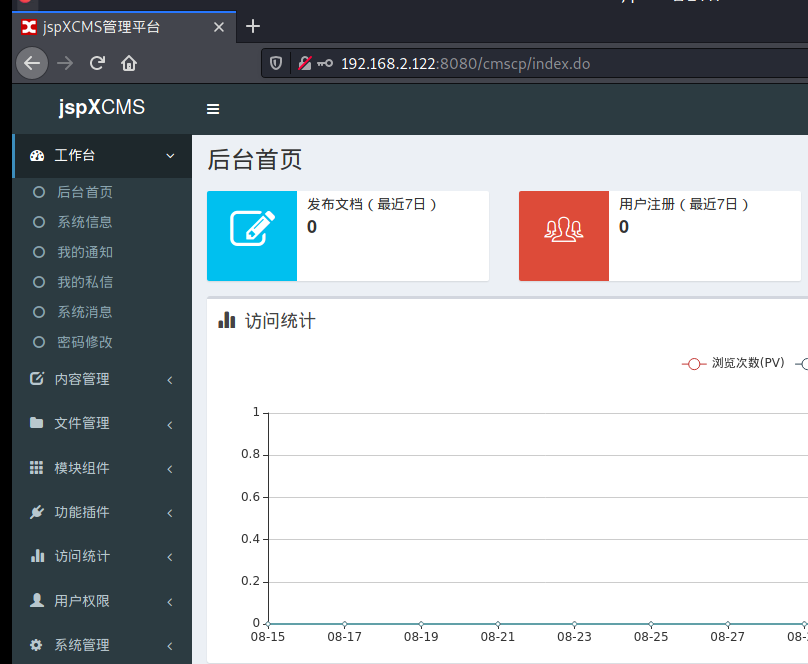 jspXCMS管理平台
192.168.2.122:8080/cmscp/index.do
jspXCMS
工作台
后台首页
系统信息
我的通知
我的私信
系统消息
密码修改
内容管理
文件管理
模块组件
功能插件
访问统计
用户权限
系统管理
后台首页
发布文档（最近7日）
0
用户注册（最近7日）
0
访问统计
浏览次数(PV)
1
0.8
0.6
0.4
0.2
0
08-15 08-17 08-19 08-21 08-23 08-25 08-27 08-